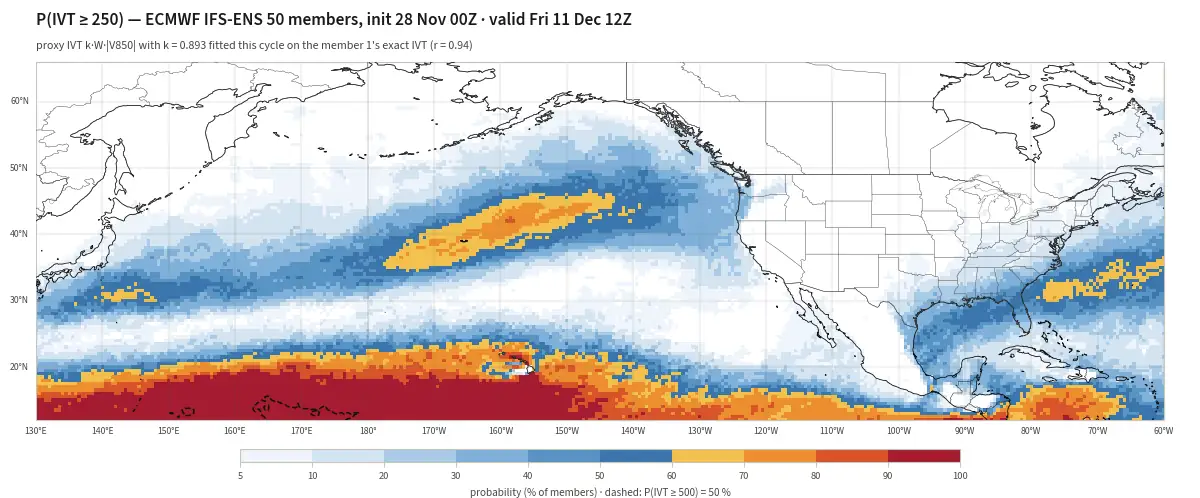 P(IVT ≥ 250) — ECMWF IFS-ENS 50 members, init 28 Nov 00Z · valid Fri 11 Dec 12Z
proxy IVT k·W·|V850| with k = 0.893 fitted this cycle on the member 1's exact IVT (r = 0.94)
60°N
50°N
40°N
30°N
20°N
130°E 140°E 150°E 160°E 170°E 180° 170°W 160°W 150°W 140°W 130°W 120°W 110°W 100°W 90°W 80°W 70°W 60°W
5 10 20 30 40 50 60 70 80 90 100
probability (% of members) · dashed: P(IVT ≥ 500) = 50 %